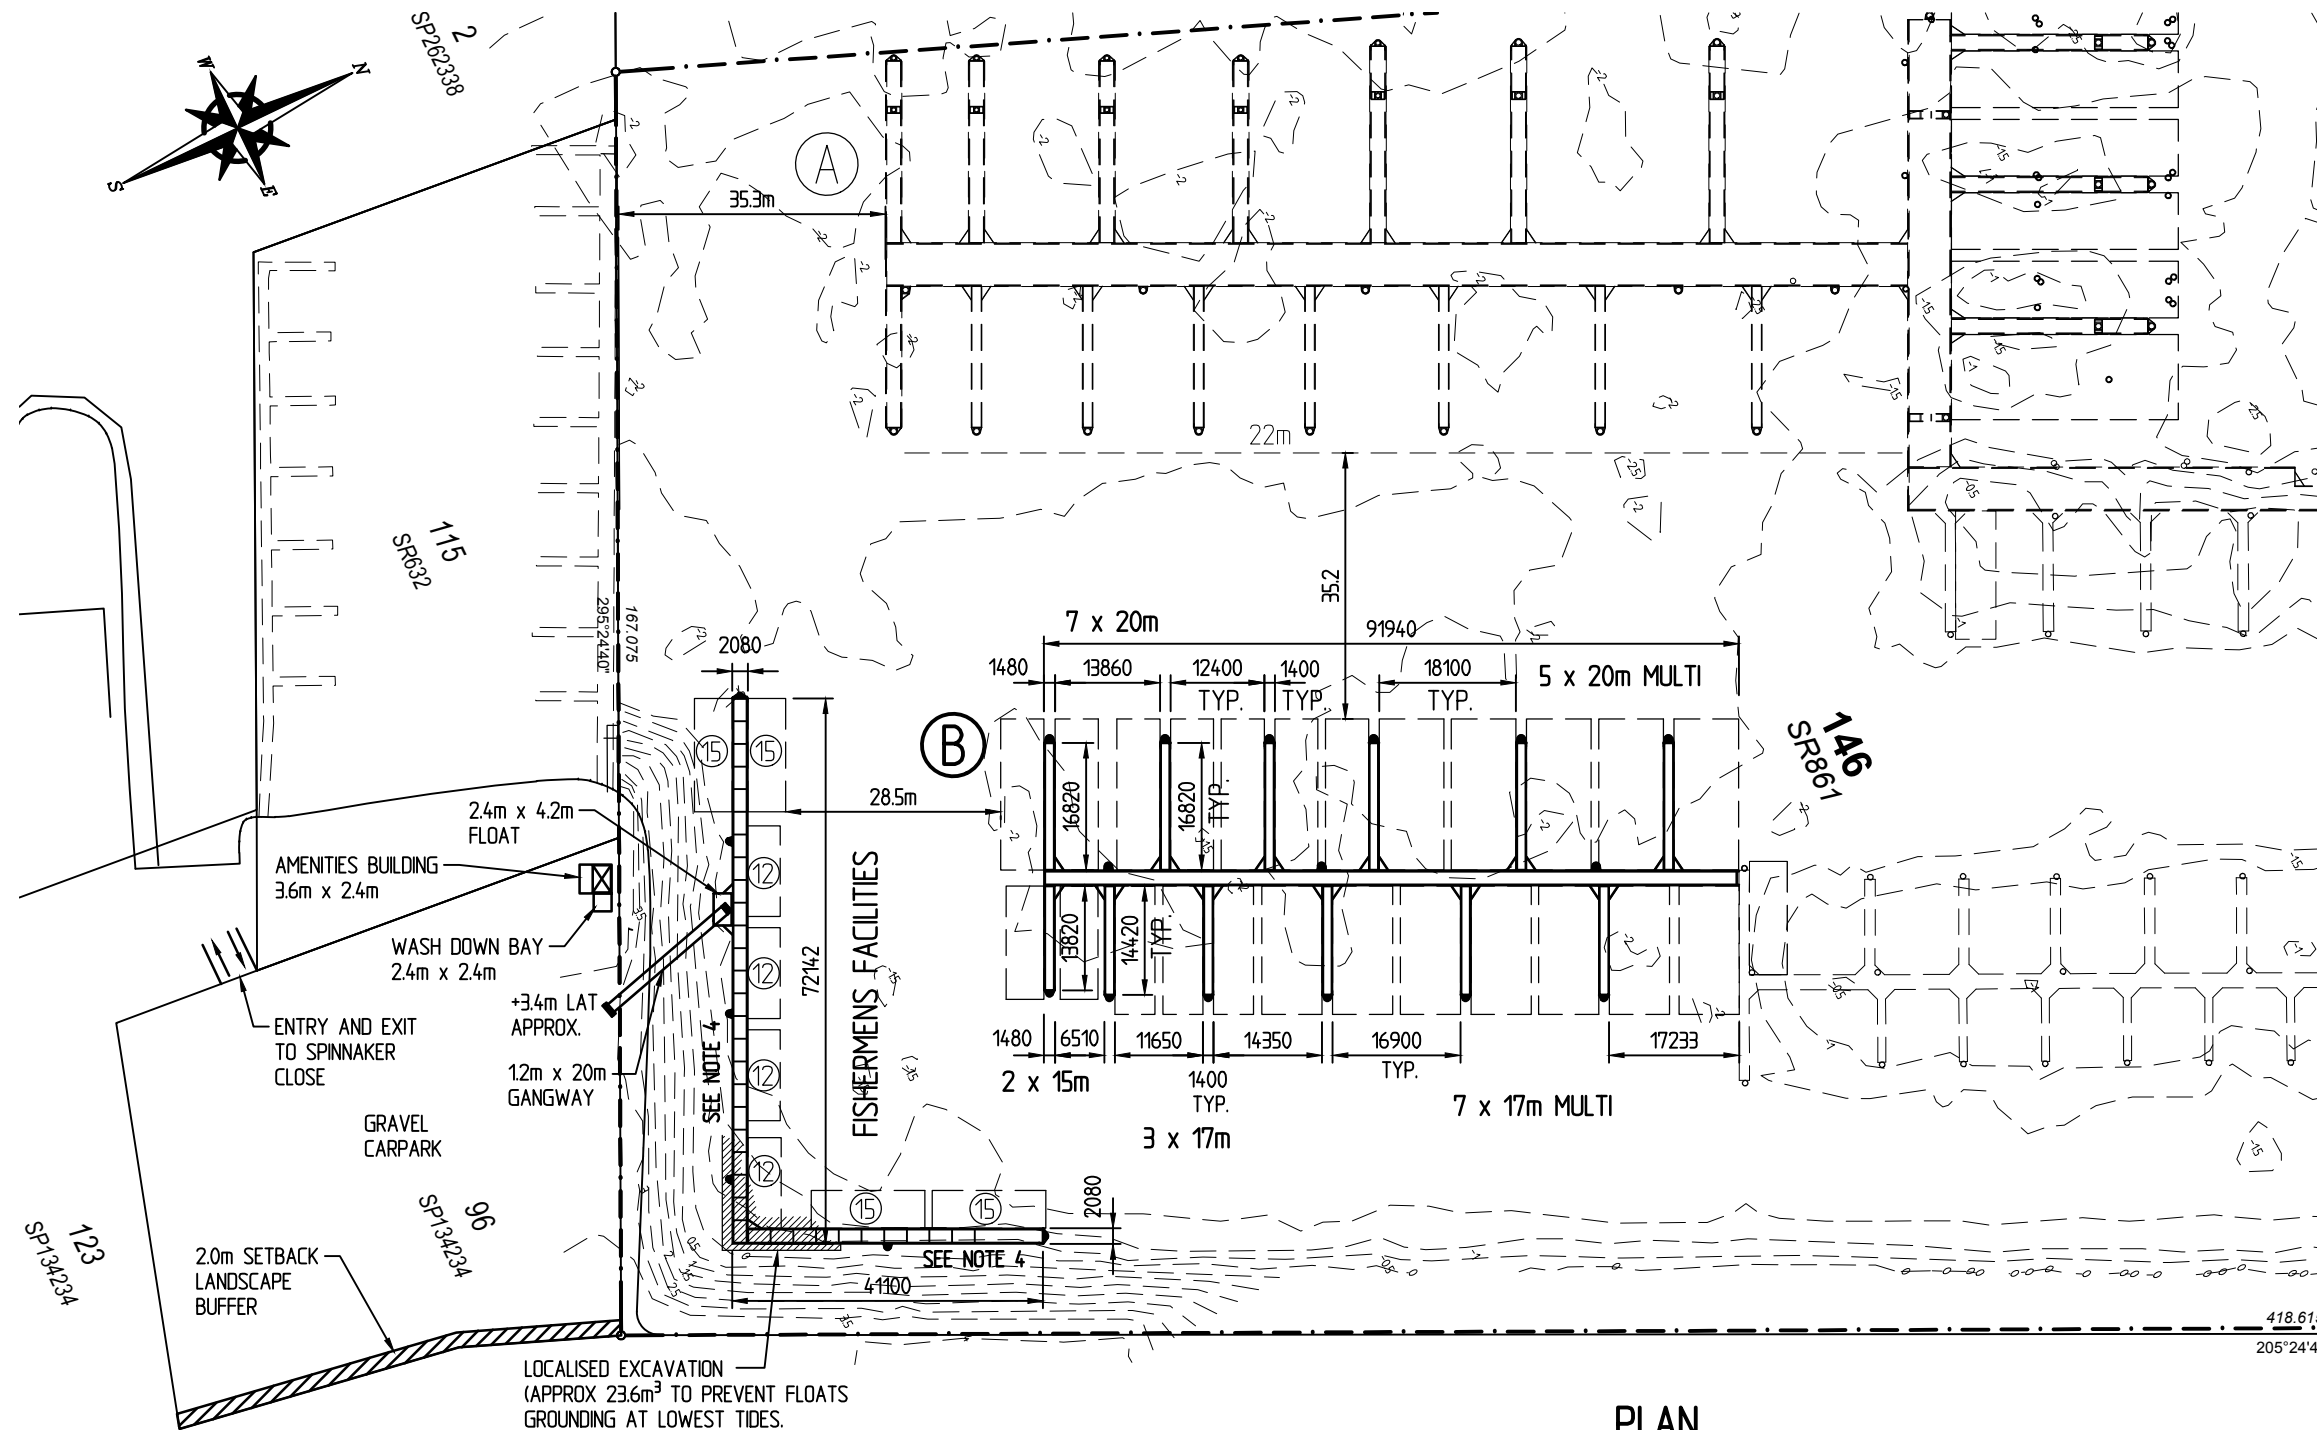 2
SP262338
W
N
S
E
A
35.3m
22m
115
SR632
167.075
295°24'40"
35.2
7 x 20m
91940
2080
1480
13860
12400
TYP.
1400
TYP.
18100
TYP.
5 x 20m MULTI
B
146
SR861
15
15
28.5m
16820
16820
TYP.
2.4m x 4.2m
FLOAT
AMENITIES BUILDING
3.6m x 2.4m
WASH DOWN BAY
2.4m x 2.4m
+3.4m LAT
APPROX.
ENTRY AND EXIT
TO SPINNAKER
CLOSE
1.2m x 20m
GANGWAY
GRAVEL
CARPARK
12
12
12
12
SEE NOTE 4
72142
FISHERMENS FACILITIES
13820
14420
TYP.
1480
6510
11650
14350
16900
TYP.
17233
2 x 15m
1400
TYP.
3 x 17m
7 x 17m MULTI
15
15
2080
SEE NOTE 4
41100
96
SP134234
123
SP134234
2.0m SETBACK
LANDSCAPE
BUFFER
LOCALISED EXCAVATION
(APPROX 23.6m³ TO PREVENT FLOATS
GROUNDING AT LOWEST TIDES.
PLAN